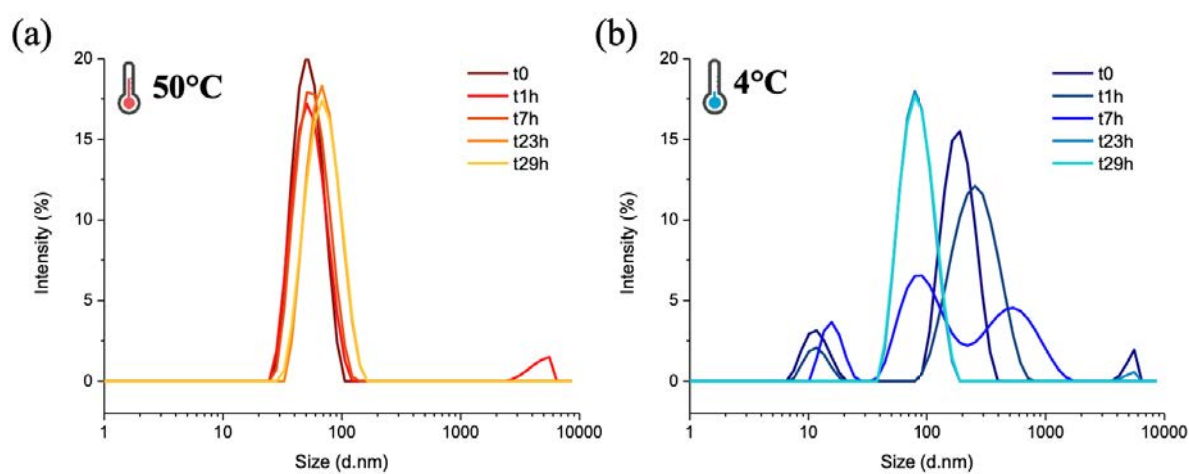 (a)
50°C
t0
t1h
t7h
t23h
t29h
20
15
10
5
0
Intensity (%)
1 10 100 1000 10000
Size (d.nm)
(b)
4°C
t0
t1h
t7h
t23h
t29h
20
15
10
5
0
Intensity (%)
1 10 100 1000 10000
Size (d.nm)